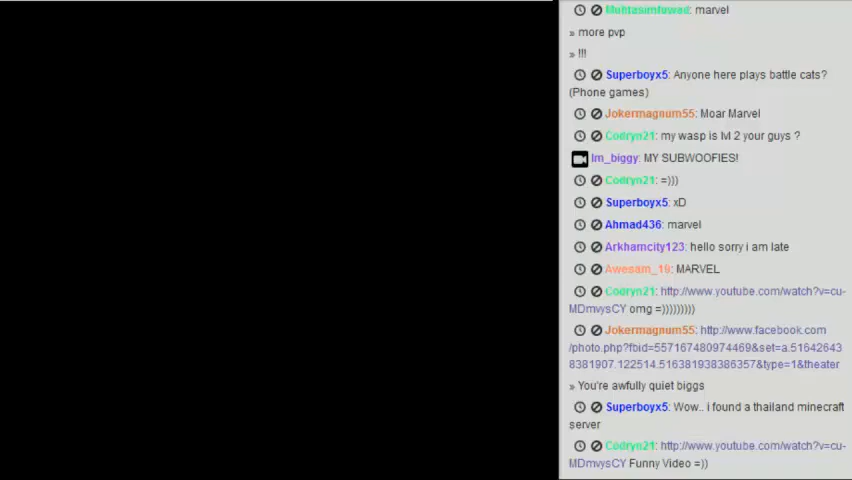 Muhtasimfuwad: marvel
» more pvp
» !!!
Superboyx5: Anyone here plays battle cats?
(Phone games)
Jokermagnum55: Moar Marvel
Codryn21: my wasp is lvl 2 your guys ?
Im_biggy: MY SUBWOOFIES!
Codryn21: =)))
Superboyx5: xD
Ahmad436: marvel
Arkhamcity123: hello sorry i am late
Awesam_19: MARVEL
Codryn21: http://www.youtube.com/watch?v=cu-
MDmvysCY omg =)))))))))
Jokermagnum55: http://www.facebook.com
/photo.php?fbid=557167480974469&set=a.51642643
8381907.122514.516381938386357&type=1&theater
» You're awfully quiet biggs
Superboyx5: Wow.. i found a thailand minecraft
server
Codryn21: http://www.youtube.com/watch?v=cu-
MDmvysCY Funny Video =))